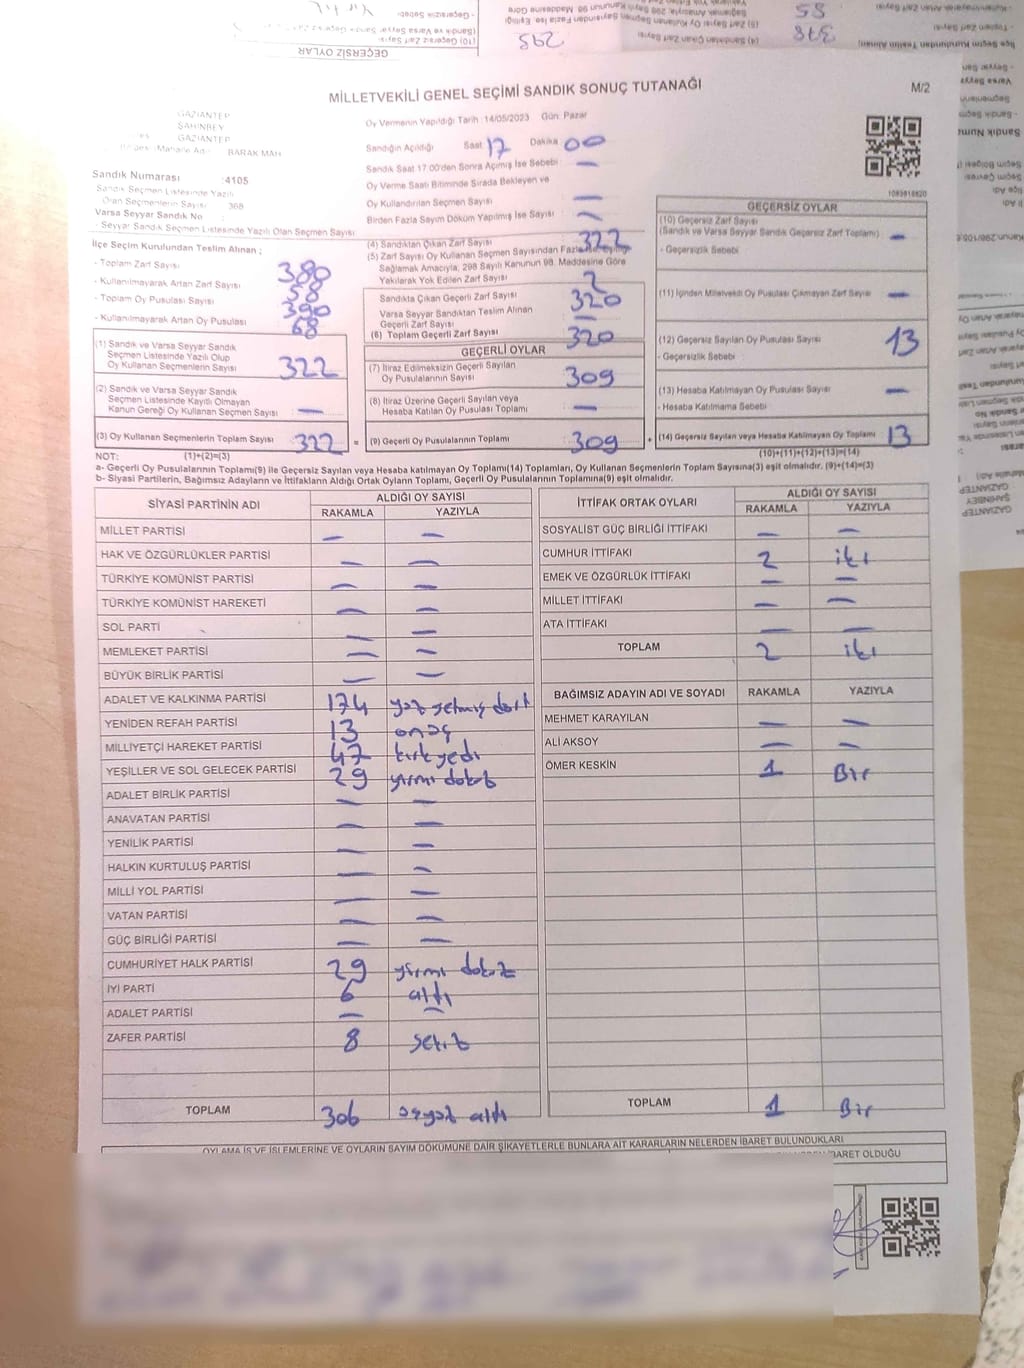 GEÇERSİZ OYLAR
(10) Geçersiz Zarf Sayısı
- Geçersizlik Sebebi
(4) Sandıktan Çıkan Zarf Sayısı 295
378
85
MİLLETVEKİLİ GENEL SEÇİMİ SANDIK SONUÇ TUTANAĞI M/2
GAZİANTEP
ŞAHİNBEY
GAZİANTEP
BARAK MAH
Sandık Numarası :4105
Sandık Seçmen Listesinde Yazılı
Olan Seçmenlerin Sayısı : 368
Varsa Seyyar Sandık No :
Seyyar Sandık Seçmen Listesinde Yazılı Olan Seçmen Sayısı
Oy Vermenin Yapıldığı Tarih :14/05/2023 Gün: Pazar
Sandığın Açıldığı Saat 17 Dakika 00
Sandık Saat 17:00'den Sonra Açılmış İse Sebebi : —
Oy Verme Saati Bitiminde Sırada Bekleyen ve
Oy Kullandırılan Seçmen Sayısı : —
Birden Fazla Sayım Döküm Yapılmış İse Sayısı : —
1083818820
İlçe Seçim Kurulundan Teslim Alınan ;
- Toplam Zarf Sayısı 380
- Kullanılmayarak Artan Zarf Sayısı 58
- Toplam Oy Pusulası Sayısı 390
- Kullanılmayarak Artan Oy Pusulası 68
(4) Sandıktan Çıkan Zarf Sayısı 322
(5) Zarf Sayısı Oy Kullanan Seçmen Sayısından Fazla ise, Eşitliği
Sağlamak Amacıyla, 298 Sayılı Kanunun 98. Maddesine Göre
Yakılarak Yok Edilen Zarf Sayısı 2
Sandıkta Çıkan Geçerli Zarf Sayısı 320
Varsa Seyyar Sandıktan Teslim Alınan
Geçerli Zarf Sayısı —
(6) Toplam Geçerli Zarf Sayısı 320
GEÇERSİZ OYLAR
(10) Geçersiz Zarf Sayısı
(Sandık ve Varsa Seyyar Sandık Geçersiz Zarf Toplamı) —
- Geçersizlik Sebebi
(11) İçinden Milletvekili Oy Pusulası Çıkmayan Zarf Sayısı —
(12) Geçersiz Sayılan Oy Pusulası Sayısı 13
- Geçersizlik Sebebi
(13) Hesaba Katılmayan Oy Pusulası Sayısı —
- Hesaba Katılmama Sebebi
(14) Geçersiz Sayılan veya Hesaba Katılmayan Oy Toplamı 13
(10)+(11)+(12)+(13)=(14)
(1) Sandık ve Varsa Seyyar Sandık
Seçmen Listesinde Yazılı Olup
Oy Kullanan Seçmenlerin Sayısı 322
(2) Sandık ve Varsa Seyyar Sandık
Seçmen Listesinde Kayıtlı Olmayan
Kanun Gereği Oy Kullanan Seçmen Sayısı —
(3) Oy Kullanan Seçmenlerin Toplam Sayısı 322 =
GEÇERLİ OYLAR
(7) İtiraz Edilmeksizin Geçerli Sayılan
Oy Pusulalarının Sayısı 309
(8) İtiraz Üzerine Geçerli Sayılan veya
Hesaba Katılan Oy Pusulası Toplamı —
(9) Geçerli Oy Pusulalarının Toplamı 309 +
NOT: (1)+(2)=(3)
a- Geçerli Oy Pusulalarının Toplamı(9) ile Geçersiz Sayılan veya Hesaba katılmayan Oy Toplamı(14) Toplamları, Oy Kullanan Seçmenlerin Toplam Sayısına(3) eşit olmalıdır. (9)+(14)=(3)
b- Siyasi Partilerin, Bağımsız Adayların ve İttifakların Aldığı Oyların Toplamı, Geçerli Oy Pusulalarının Toplamına(9) eşit olmalıdır.
SİYASİ PARTİNİN ADI ALDIĞI OY SAYISI
RAKAMLA YAZIYLA
MİLLET PARTİSİ — —
HAK VE ÖZGÜRLÜKLER PARTİSİ — —
TÜRKİYE KOMÜNİST PARTİSİ — —
TÜRKİYE KOMÜNİST HAREKETİ — —
SOL PARTİ — —
MEMLEKET PARTİSİ — —
BÜYÜK BİRLİK PARTİSİ — —
ADALET VE KALKINMA PARTİSİ 174 yüz yetmiş dört
YENİDEN REFAH PARTİSİ 13 onüç
MİLLİYETÇİ HAREKET PARTİSİ 47 kırkyedi
YEŞİLLER VE SOL GELECEK PARTİSİ 29 yirmi dokuz
ADALET BİRLİK PARTİSİ — —
ANAVATAN PARTİSİ — —
YENİLİK PARTİSİ — —
HALKIN KURTULUŞ PARTİSİ — —
MİLLİ YOL PARTİSİ — —
VATAN PARTİSİ — —
GÜÇ BİRLİĞİ PARTİSİ — —
CUMHURİYET HALK PARTİSİ 29 yirmi dokuz
İYİ PARTİ 6 altı
ADALET PARTİSİ — —
ZAFER PARTİSİ 8 sekiz
TOPLAM 306 üçyüz altı
İTTİFAK ORTAK OYLARI ALDIĞI OY SAYISI
RAKAMLA YAZIYLA
SOSYALİST GÜÇ BİRLİĞİ İTTİFAKI — —
CUMHUR İTTİFAKI 2 iki
EMEK VE ÖZGÜRLÜK İTTİFAKI — —
MİLLET İTTİFAKI — —
ATA İTTİFAKI — —
TOPLAM 2 iki
BAĞIMSIZ ADAYIN ADI VE SOYADI RAKAMLA YAZIYLA
MEHMET KARAYILAN — —
ALİ AKSOY — —
ÖMER KESKİN 1 Bir
TOPLAM 1 Bir
OYLAMA İŞ VE İŞLEMLERİNE VE OYLARIN SAYIM DÖKÜMÜNE DAİR ŞİKAYETLERLE BUNLARA AİT KARARLARIN NELERDEN İBARET BULUNDUKLARI
İBARET OLDUĞU